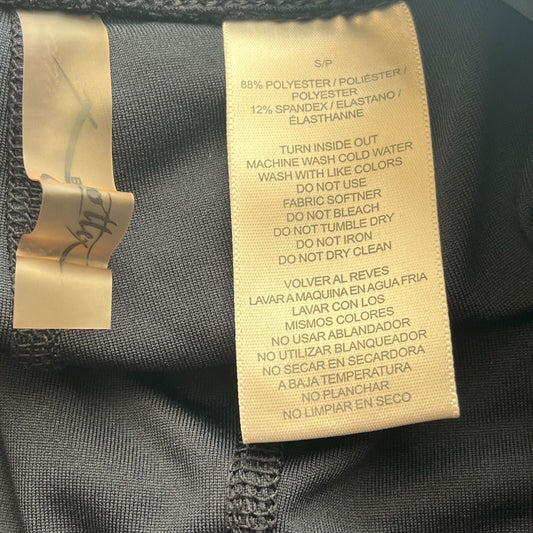 S/P
88% POLYESTER / POLIÉSTER /
POLYESTER
12% SPANDEX / ELASTANO /
ÉLASTHANNE
TURN INSIDE OUT
MACHINE WASH COLD WATER
WASH WITH LIKE COLORS
DO NOT USE
FABRIC SOFTNER
DO NOT BLEACH
DO NOT TUMBLE DRY
DO NOT IRON
DO NOT DRY CLEAN
VOLVER AL REVES
LAVAR A MAQUINA EN AGUA FRIA
LAVAR CON LOS
MISMOS COLORES
NO USAR ABLANDADOR
NO UTILIZAR BLANQUEADOR
NO SECAR EN SECARDORA
A BAJA TEMPERATURA
NO PLANCHAR
NO LIMPIAR EN SECO